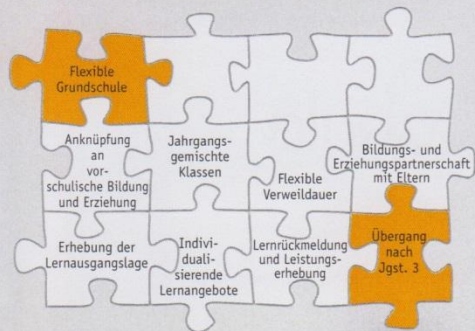 Flexible
Grundschule
Anknüpfung
an
vor-
schulische Bildung
und Erziehung
Jahrgangs-
gemischte
Klassen
Flexible
Verweildauer
Bildungs- und
Erziehungspartnerschaft
mit Eltern
Erhebung der
Lernausgangslage
Indivi-
duali-
sierende
Lernangebote
Lernrückmeldung
und Leistungs-
erhebung
Übergang
nach
Jgst. 3